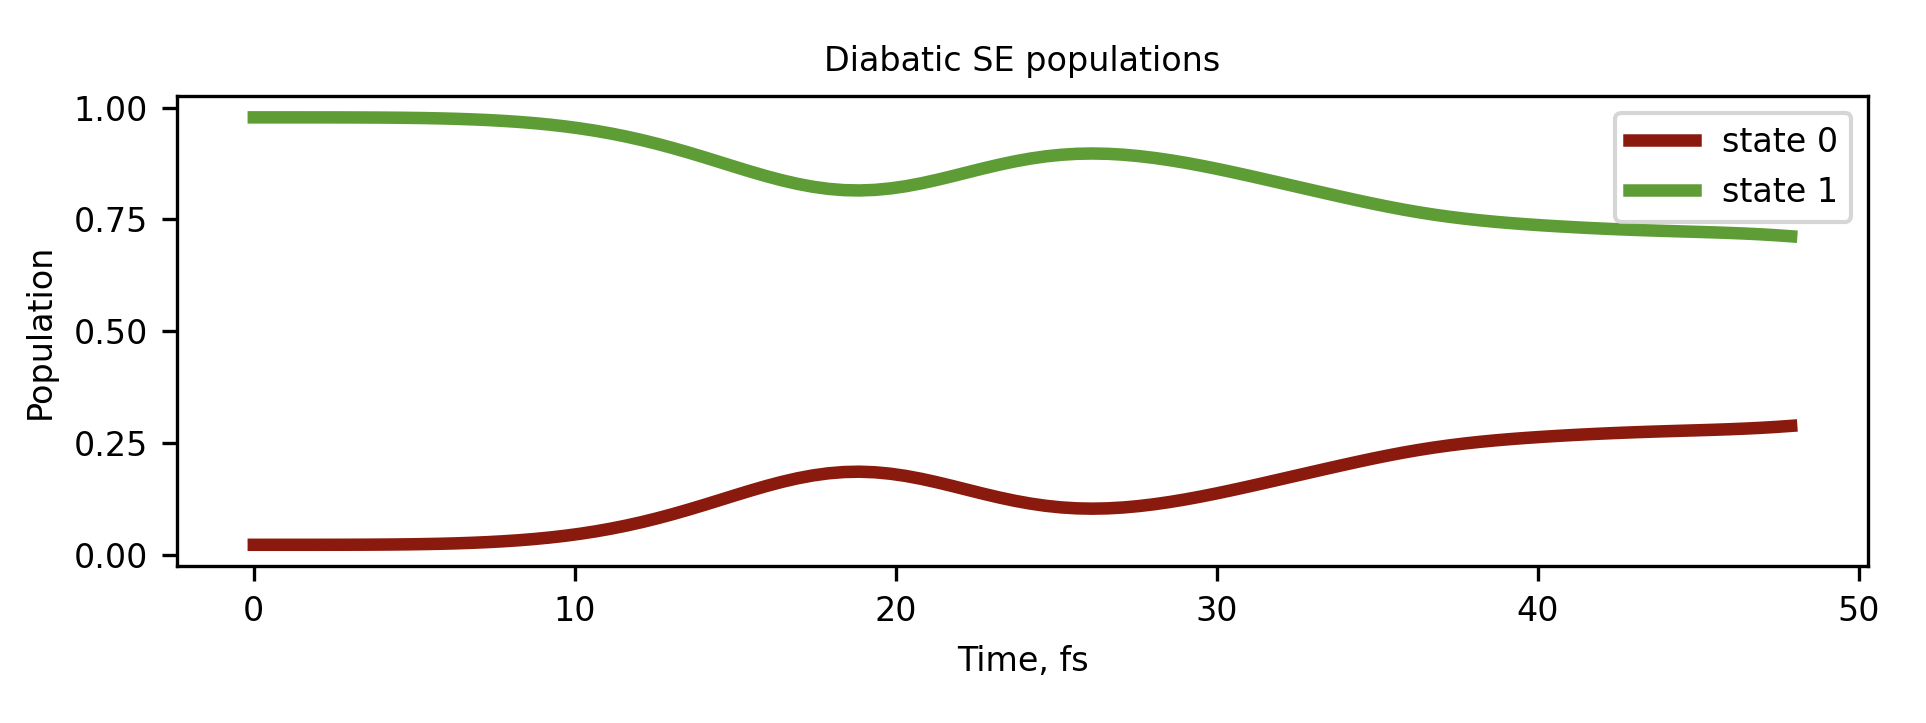 Diabatic SE populations
1.00
0.75
0.50
0.25
0.00
Population
state 0
state 1
0 10 20 30 40 50
Time, fs